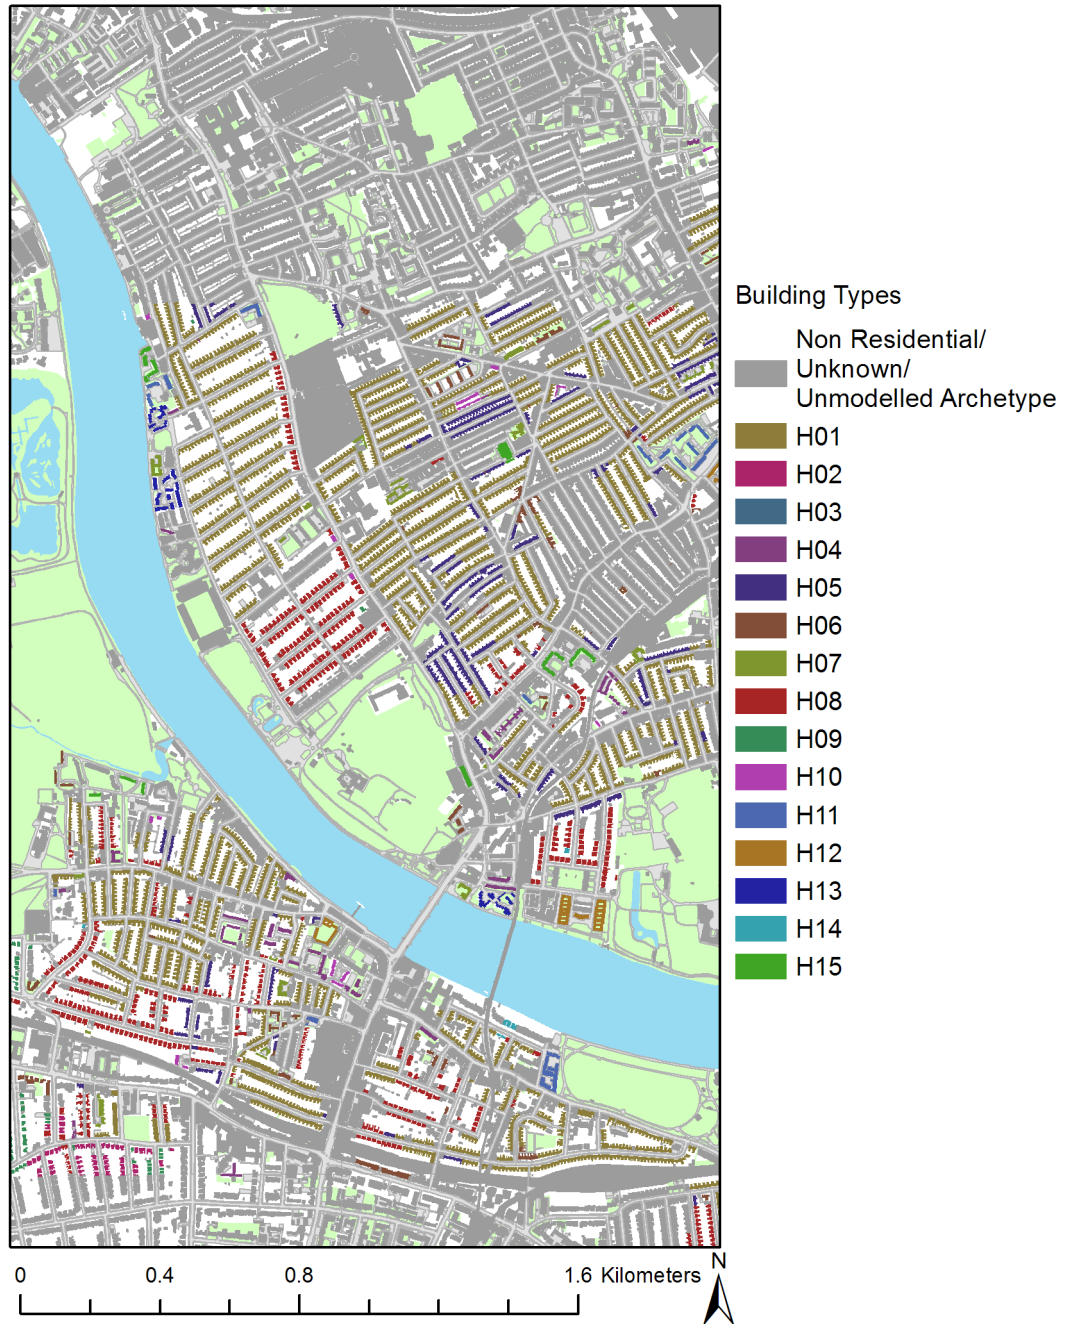 Building Types
Non Residential/
Unknown/
Unmodelled Archetype
H01
H02
H03
H04
H05
H06
H07
H08
H09
H10
H11
H12
H13
H14
H15
0 0.4 0.8 1.6 Kilometers
N